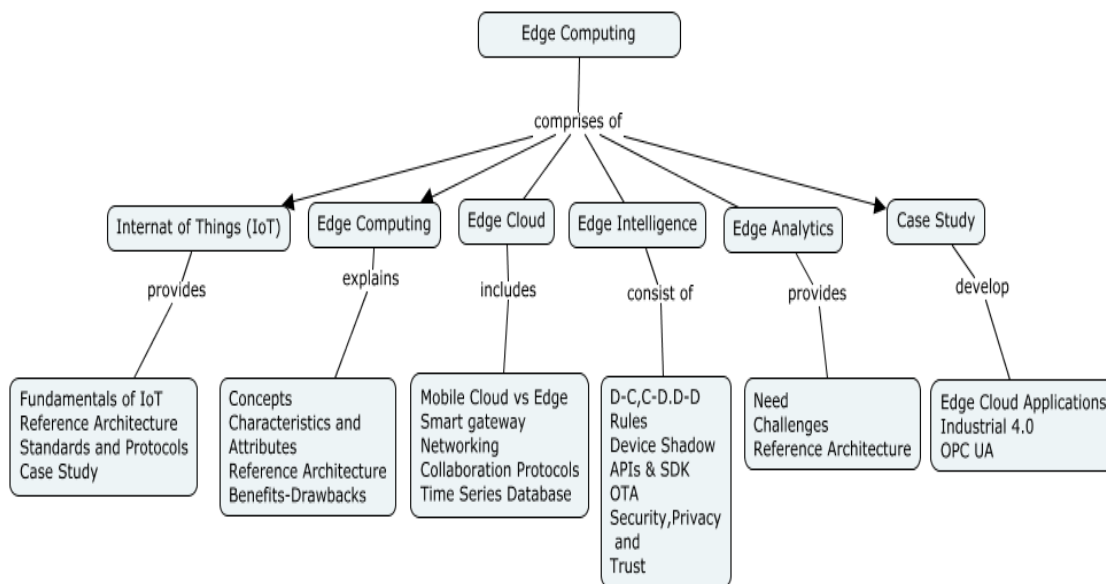 Edge Computing
comprises of
Internat of Things (IoT)
Edge Computing
Edge Cloud
Edge Intelligence
Edge Analytics
Case Study
provides
explains
includes
consist of
provides
develop
Fundamentals of IoT
Reference Architecture
Standards and Protocols
Case Study
Concepts
Characteristics and
Attributes
Reference Architecture
Benefits-Drawbacks
Mobile Cloud vs Edge
Smart gateway
Networking
Collaboration Protocols
Time Series Database
D-C,C-D.D-D
Rules
Device Shadow
APIs & SDK
OTA
Security,Privacy
and
Trust
Need
Challenges
Reference Architecture
Edge Cloud Applications
Industrial 4.0
OPC UA